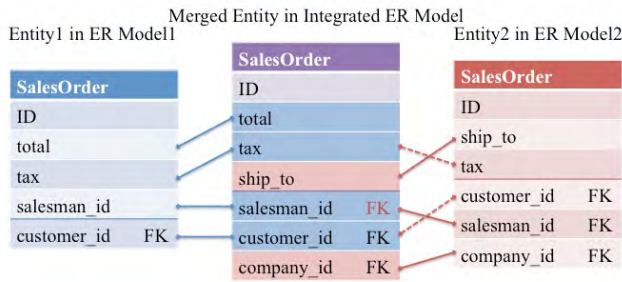 Merged Entity in Integrated ER Model
Entity1 in ER Model1
Entity2 in ER Model2
SalesOrder
ID
total
tax
salesman_id
customer_id FK
SalesOrder
ID
total
tax
ship_to
salesman_id FK
customer_id FK
company_id FK
SalesOrder
ID
ship_to
tax
customer_id FK
salesman_id FK
company_id FK